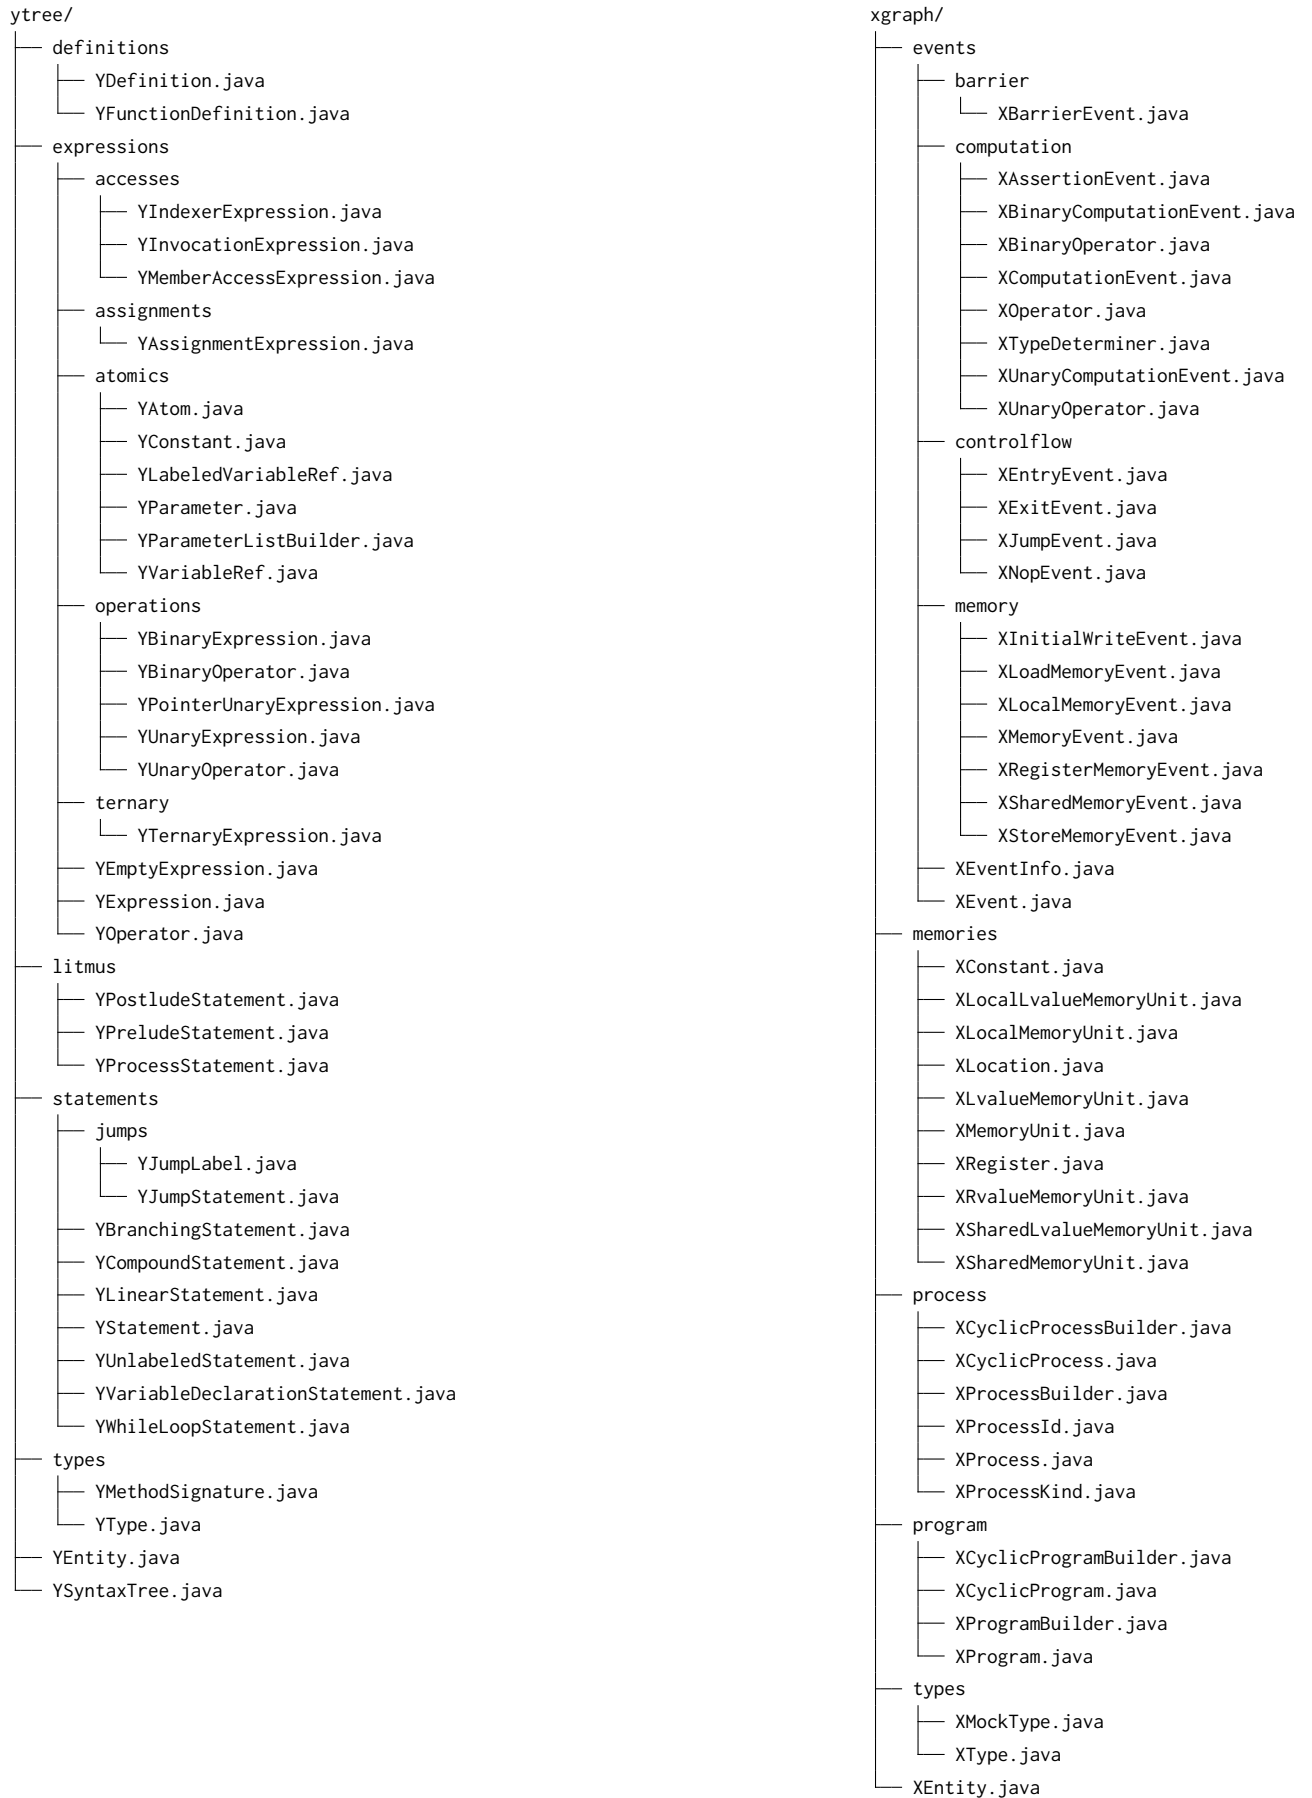 ytree/
definitions
YDefinition.java
YFunctionDefinition.java
expressions
accesses
YIndexerExpression.java
YInvocationExpression.java
YMemberAccessExpression.java
assignments
YAssignmentExpression.java
atomics
YAtom.java
YConstant.java
YLabeledVariableRef.java
YParameter.java
YParameterListBuilder.java
YVariableRef.java
operations
YBinaryExpression.java
YBinaryOperator.java
YPointerUnaryExpression.java
YUnaryExpression.java
YUnaryOperator.java
ternary
YTernaryExpression.java
YEmptyExpression.java
YExpression.java
YOperator.java
litmus
YPostludeStatement.java
YPreludeStatement.java
YProcessStatement.java
statements
jumps
YJumpLabel.java
YJumpStatement.java
YBranchingStatement.java
YCompoundStatement.java
YLinearStatement.java
YStatement.java
YUnlabeledStatement.java
YVariableDeclarationStatement.java
YWhileLoopStatement.java
types
YMethodSignature.java
YType.java
YEntity.java
YSyntaxTree.java
xgraph/
events
barrier
XBarrierEvent.java
computation
XAssertionEvent.java
XBinaryComputationEvent.java
XBinaryOperator.java
XComputationEvent.java
XOperator.java
XTypeDeterminer.java
XUnaryComputationEvent.java
XUnaryOperator.java
controlflow
XEntryEvent.java
XExitEvent.java
XJumpEvent.java
XNopEvent.java
memory
XInitialWriteEvent.java
XLoadMemoryEvent.java
XLocalMemoryEvent.java
XMemoryEvent.java
XRegisterMemoryEvent.java
XSharedMemoryEvent.java
XStoreMemoryEvent.java
XEventInfo.java
XEvent.java
memories
XConstant.java
XLocalLvalueMemoryUnit.java
XLocalMemoryUnit.java
XLocation.java
XLvalueMemoryUnit.java
XMemoryUnit.java
XRegister.java
XRvalueMemoryUnit.java
XSharedLvalueMemoryUnit.java
XSharedMemoryUnit.java
process
XCyclicProcessBuilder.java
XCyclicProcess.java
XProcessBuilder.java
XProcessId.java
XProcess.java
XProcessKind.java
program
XCyclicProgramBuilder.java
XCyclicProgram.java
XProgramBuilder.java
XProgram.java
types
XMockType.java
XType.java
XEntity.java